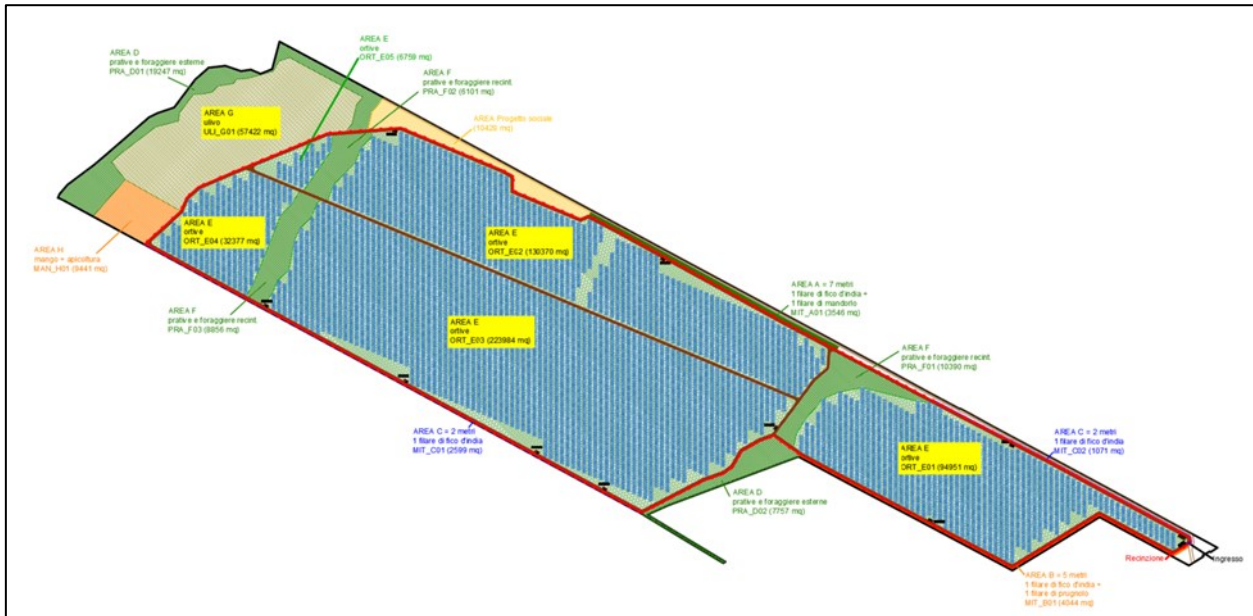 AREA E
ortive
ORT_E05 (6759 mq)
AREA D
prative e foraggiere esterne
PRA_D01 (19247 mq)
AREA F
prative e foraggiere recint.
PRA_F02 (6101 mq)
AREA G
ulivo
ULI_G01 (57422 mq)
AREA Progetto sociale
(10429 mq)
AREA E
ortive
ORT_E04 (32377 mq)
AREA E
ortive
ORT_E02 (130370 mq)
AREA H
mango + apicoltura
MAN_H01 (9441 mq)
AREA A = 7 metri
1 filare di fico d'india +
1 filare di mandorlo
MIT_A01 (3546 mq)
AREA F
prative e foraggiere recint.
PRA_F03 (8856 mq)
AREA E
ortive
ORT_E03 (223984 mq)
AREA F
prative e foraggiere recint.
PRA_F01 (10390 mq)
AREA C = 2 metri
1 filare di fico d'india
MIT_C01 (2599 mq)
AREA C = 2 metri
1 filare di fico d'india
MIT_C02 (1071 mq)
AREA E
ortive
ORT_E01 (94951 mq)
AREA D
prative e foraggiere esterne
PRA_D02 (7757 mq)
Recinzione
Ingresso
AREA B = 5 metri
1 filare di fico d'india +
1 filare di prugnolo
MIT_B01 (4344 mq)